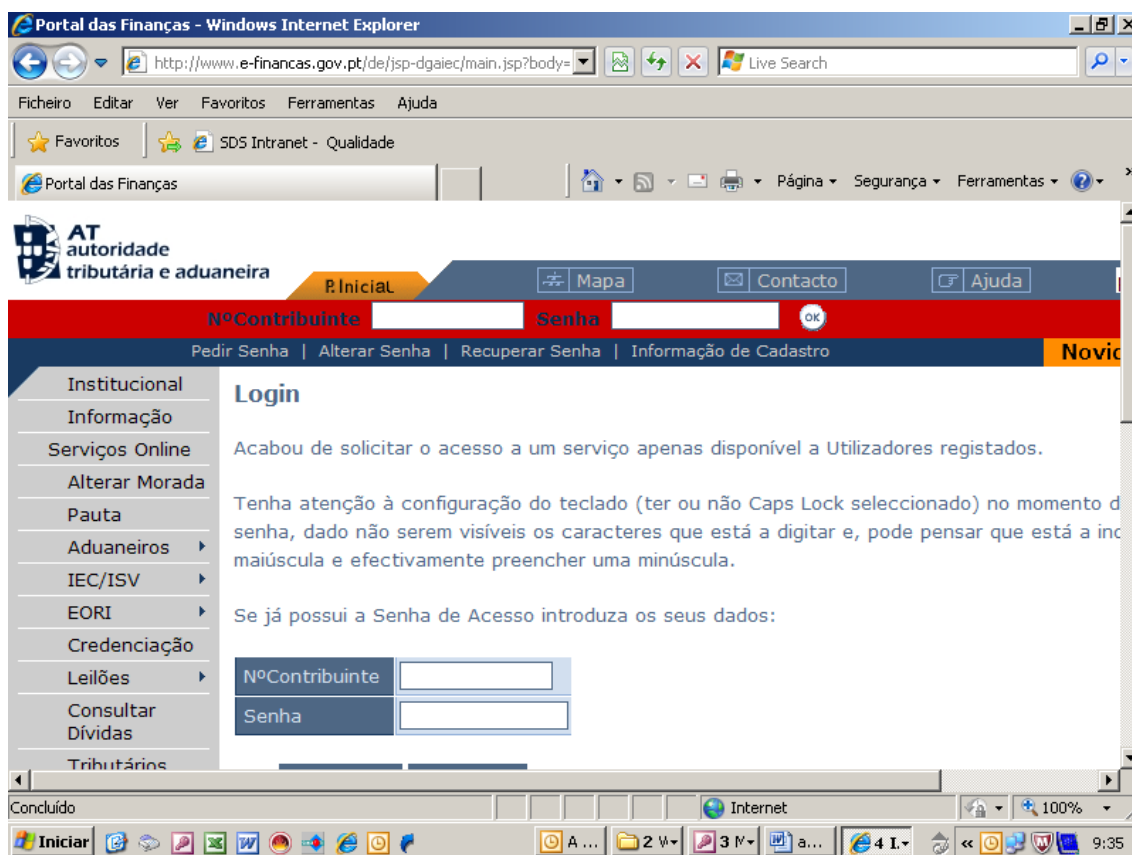 Portal das Finanças - Windows Internet Explorer
http://www.e-financas.gov.pt/de/jsp-dgaiec/main.jsp?body=
Live Search
Ficheiro Editar Ver Favoritos Ferramentas Ajuda
Favoritos SDS Intranet - Qualidade
Portal das Finanças
Página Segurança Ferramentas
AT
autoridade
tributária e aduaneira
P.Inicial Mapa Contacto Ajuda
NºContribuinte Senha OK
Pedir Senha | Alterar Senha | Recuperar Senha | Informação de Cadastro
Institucional
Informação
Serviços Online
Alterar Morada
Pauta
Aduaneiros
IEC/ISV
EORI
Credenciação
Leilões
Consultar
Dívidas
Tributários
Login
Acabou de solicitar o acesso a um serviço apenas disponível a Utilizadores registados.
Tenha atenção à configuração do teclado (ter ou não Caps Lock seleccionado) no momento d
senha, dado não serem visíveis os caracteres que está a digitar e, pode pensar que está a
maiúscula e efectivamente preencher uma minúscula.
Se já possui a Senha de Acesso introduza os seus dados:
NºContribuinte
Senha
Concluído Internet 100%
Iniciar A ... 2 3 a... 4 I. 9:35